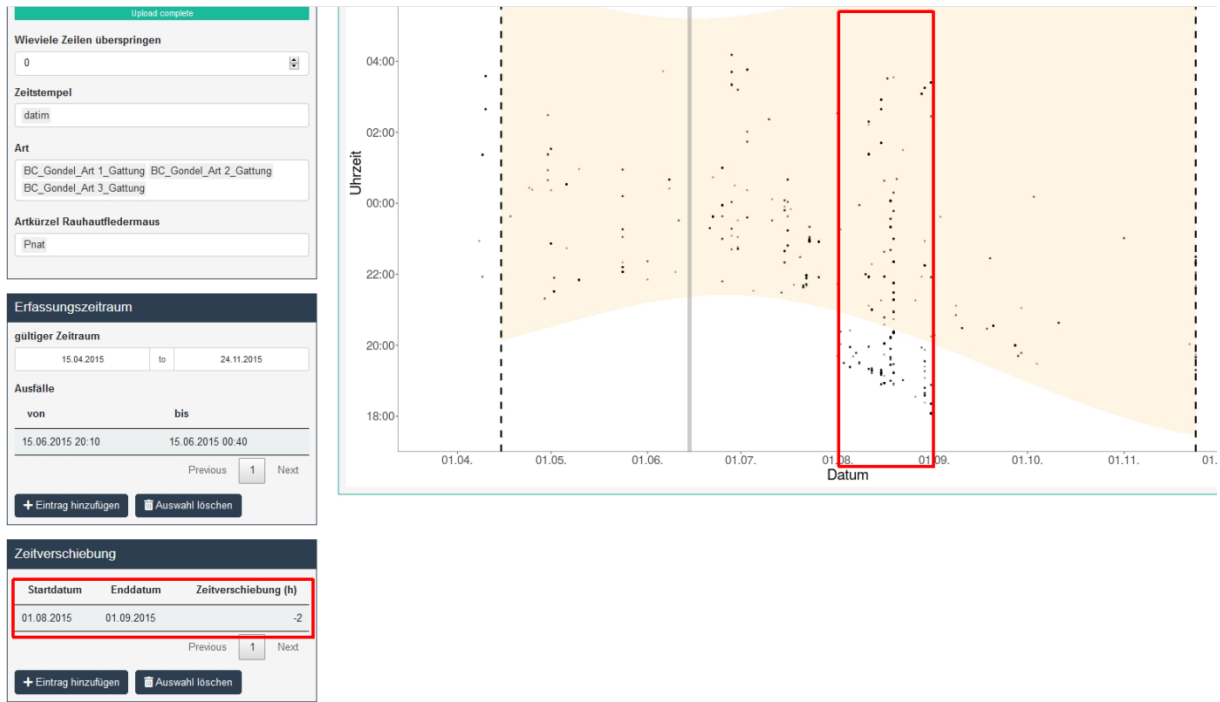 Upload complete
Wieviele Zeilen überspringen
0
Zeitstempel
datim
Art
BC_Gondel_Art 1_Gattung BC_Gondel_Art 2_Gattung
BC_Gondel_Art 3_Gattung
Artkürzel Rauhautfledermaus
Pnat
Erfassungszeitraum
gültiger Zeitraum
15.04.2015 to 24.11.2015
Ausfälle
von bis
15.06.2015 20:10 15.06.2015 00:40
Previous 1 Next
Eintrag hinzufügen Auswahl löschen
Zeitverschiebung
Startdatum Enddatum Zeitverschiebung (h)
01.08.2015 01.09.2015 -2
Previous 1 Next
Eintrag hinzufügen Auswahl löschen
Uhrzeit
04:00
02:00
00:00
22:00
20:00
18:00
01.04. 01.05. 01.06. 01.07. 01.08. 01.09. 01.10. 01.11. 01.
Datum